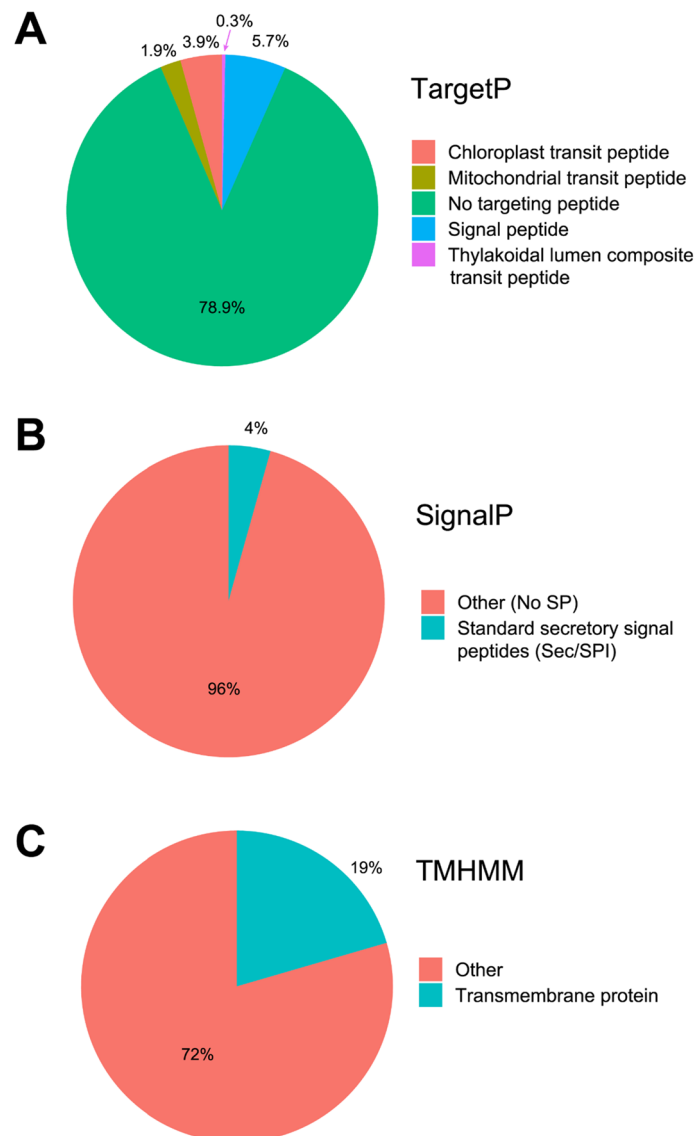 A
0.3%
1.9%
3.9%
5.7%
78.9%
TargetP
Chloroplast transit peptide
Mitochondrial transit peptide
No targeting peptide
Signal peptide
Thylakoidal lumen composite
transit peptide
B
4%
96%
SignalP
Other (No SP)
Standard secretory signal
peptides (Sec/SPI)
C
19%
72%
TMHMM
Other
Transmembrane protein